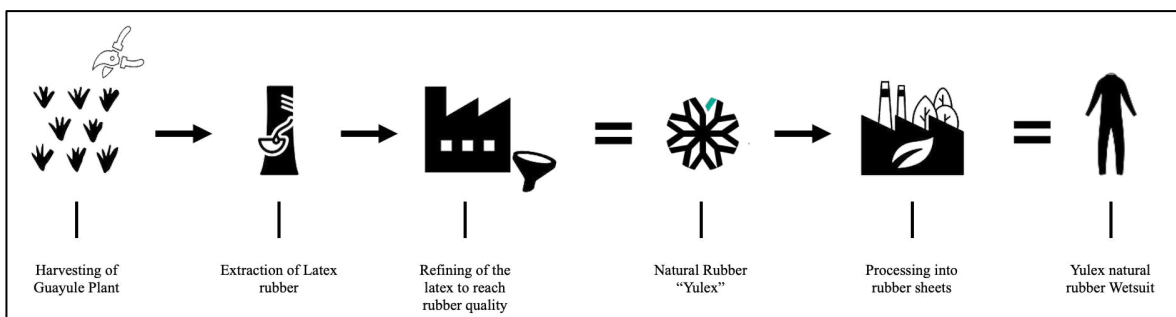 Harvesting of
Guayule Plant
Extraction of Latex
rubber
Refining of the
latex to reach
rubber quality
Natural Rubber
“Yulex”
Processing into
rubber sheets
Yulex natural
rubber Wetsuit